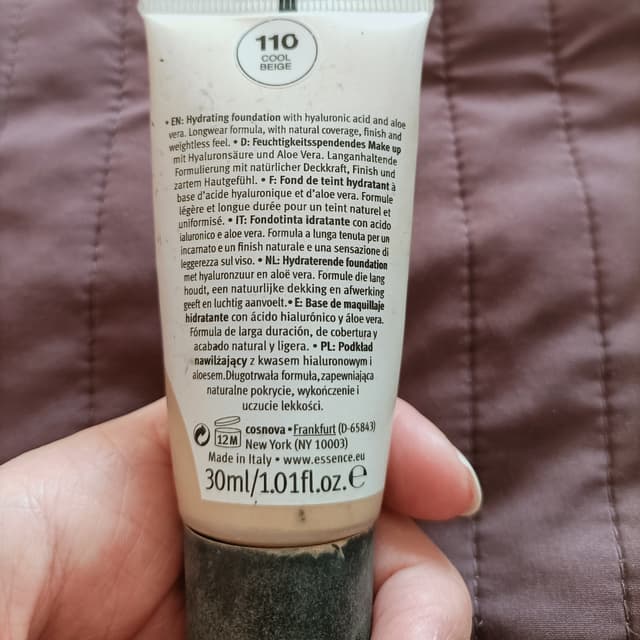 110
COOL
BEIGE
• EN: Hydrating foundation with hyaluronic acid and aloe
vera. Longwear formula, with natural coverage, finish and
weightless feel. • D: Feuchtigkeitsspendendes Make up
mit Hyaluronsäure und Aloe Vera. Langanhaltende
Formulierung mit natürlicher Deckkraft, Finish und
zartem Hautgefühl. • F: Fond de teint hydratant à
base d'acide hyaluronique et d'aloe vera. Formule
légère et longue durée pour un teint naturel et
uniformisé. • IT: Fondotinta idratante con acido
ialuronico e aloe vera. Formula a lunga tenuta per un
incarnato e un finish naturale e una sensazione di
leggerezza sul viso. • NL: Hydraterende foundation
met hyaluronzuur en aloë vera. Formule die lang
houdt, een natuurlijke dekking en afwerking
geeft en luchtig aanvoelt. • E: Base de maquillaje
hidratante con ácido hialurónico y áloe vera.
Fórmula de larga duración, de cobertura y
acabado natural y ligera. • PL: Podkład
nawilżający z kwasem hialuronowym i
aloesem.Długotrwała formuła,zapewniająca
naturalne pokrycie, wykończenie i
uczucie lekkości.
12M cosnova • Frankfurt (D-65843)
New York (NY 10003)
Made in Italy • www.essence.eu
30ml/1.01fl.oz.℮